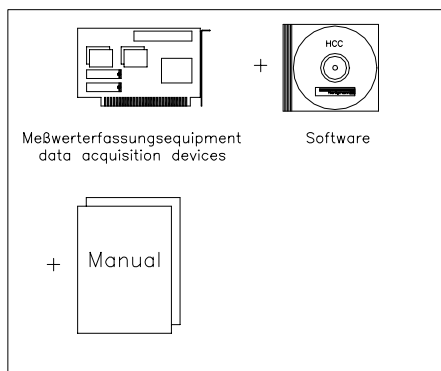 HCC
+
Meßwerterfassungsequipment
data acquisition devices
Software
+
Manual